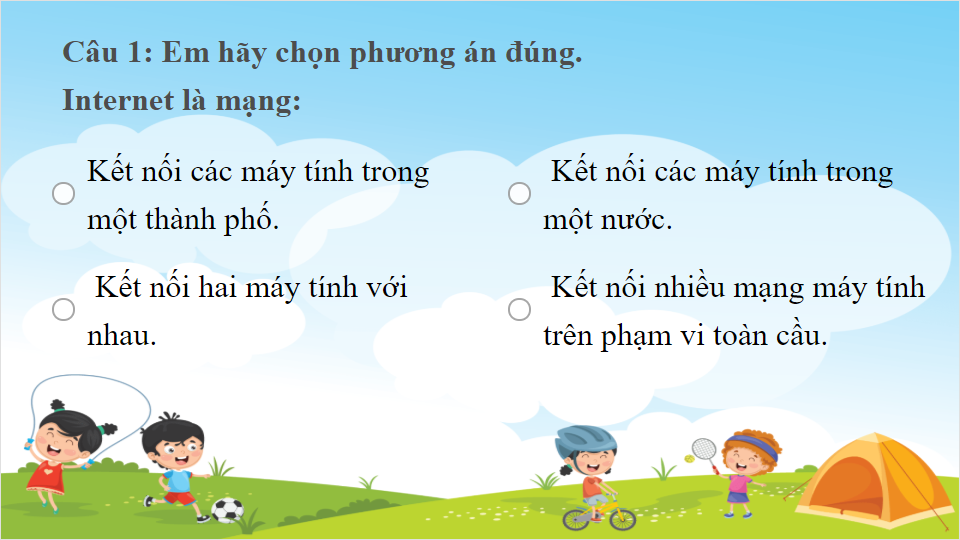 Câu 1: Em hãy chọn phương án đúng.
Internet là mạng:
Kết nối các máy tính trong
một thành phố.
Kết nối các máy tính trong
một nước.
Kết nối hai máy tính với
nhau.
Kết nối nhiều mạng máy tính
trên phạm vi toàn cầu.